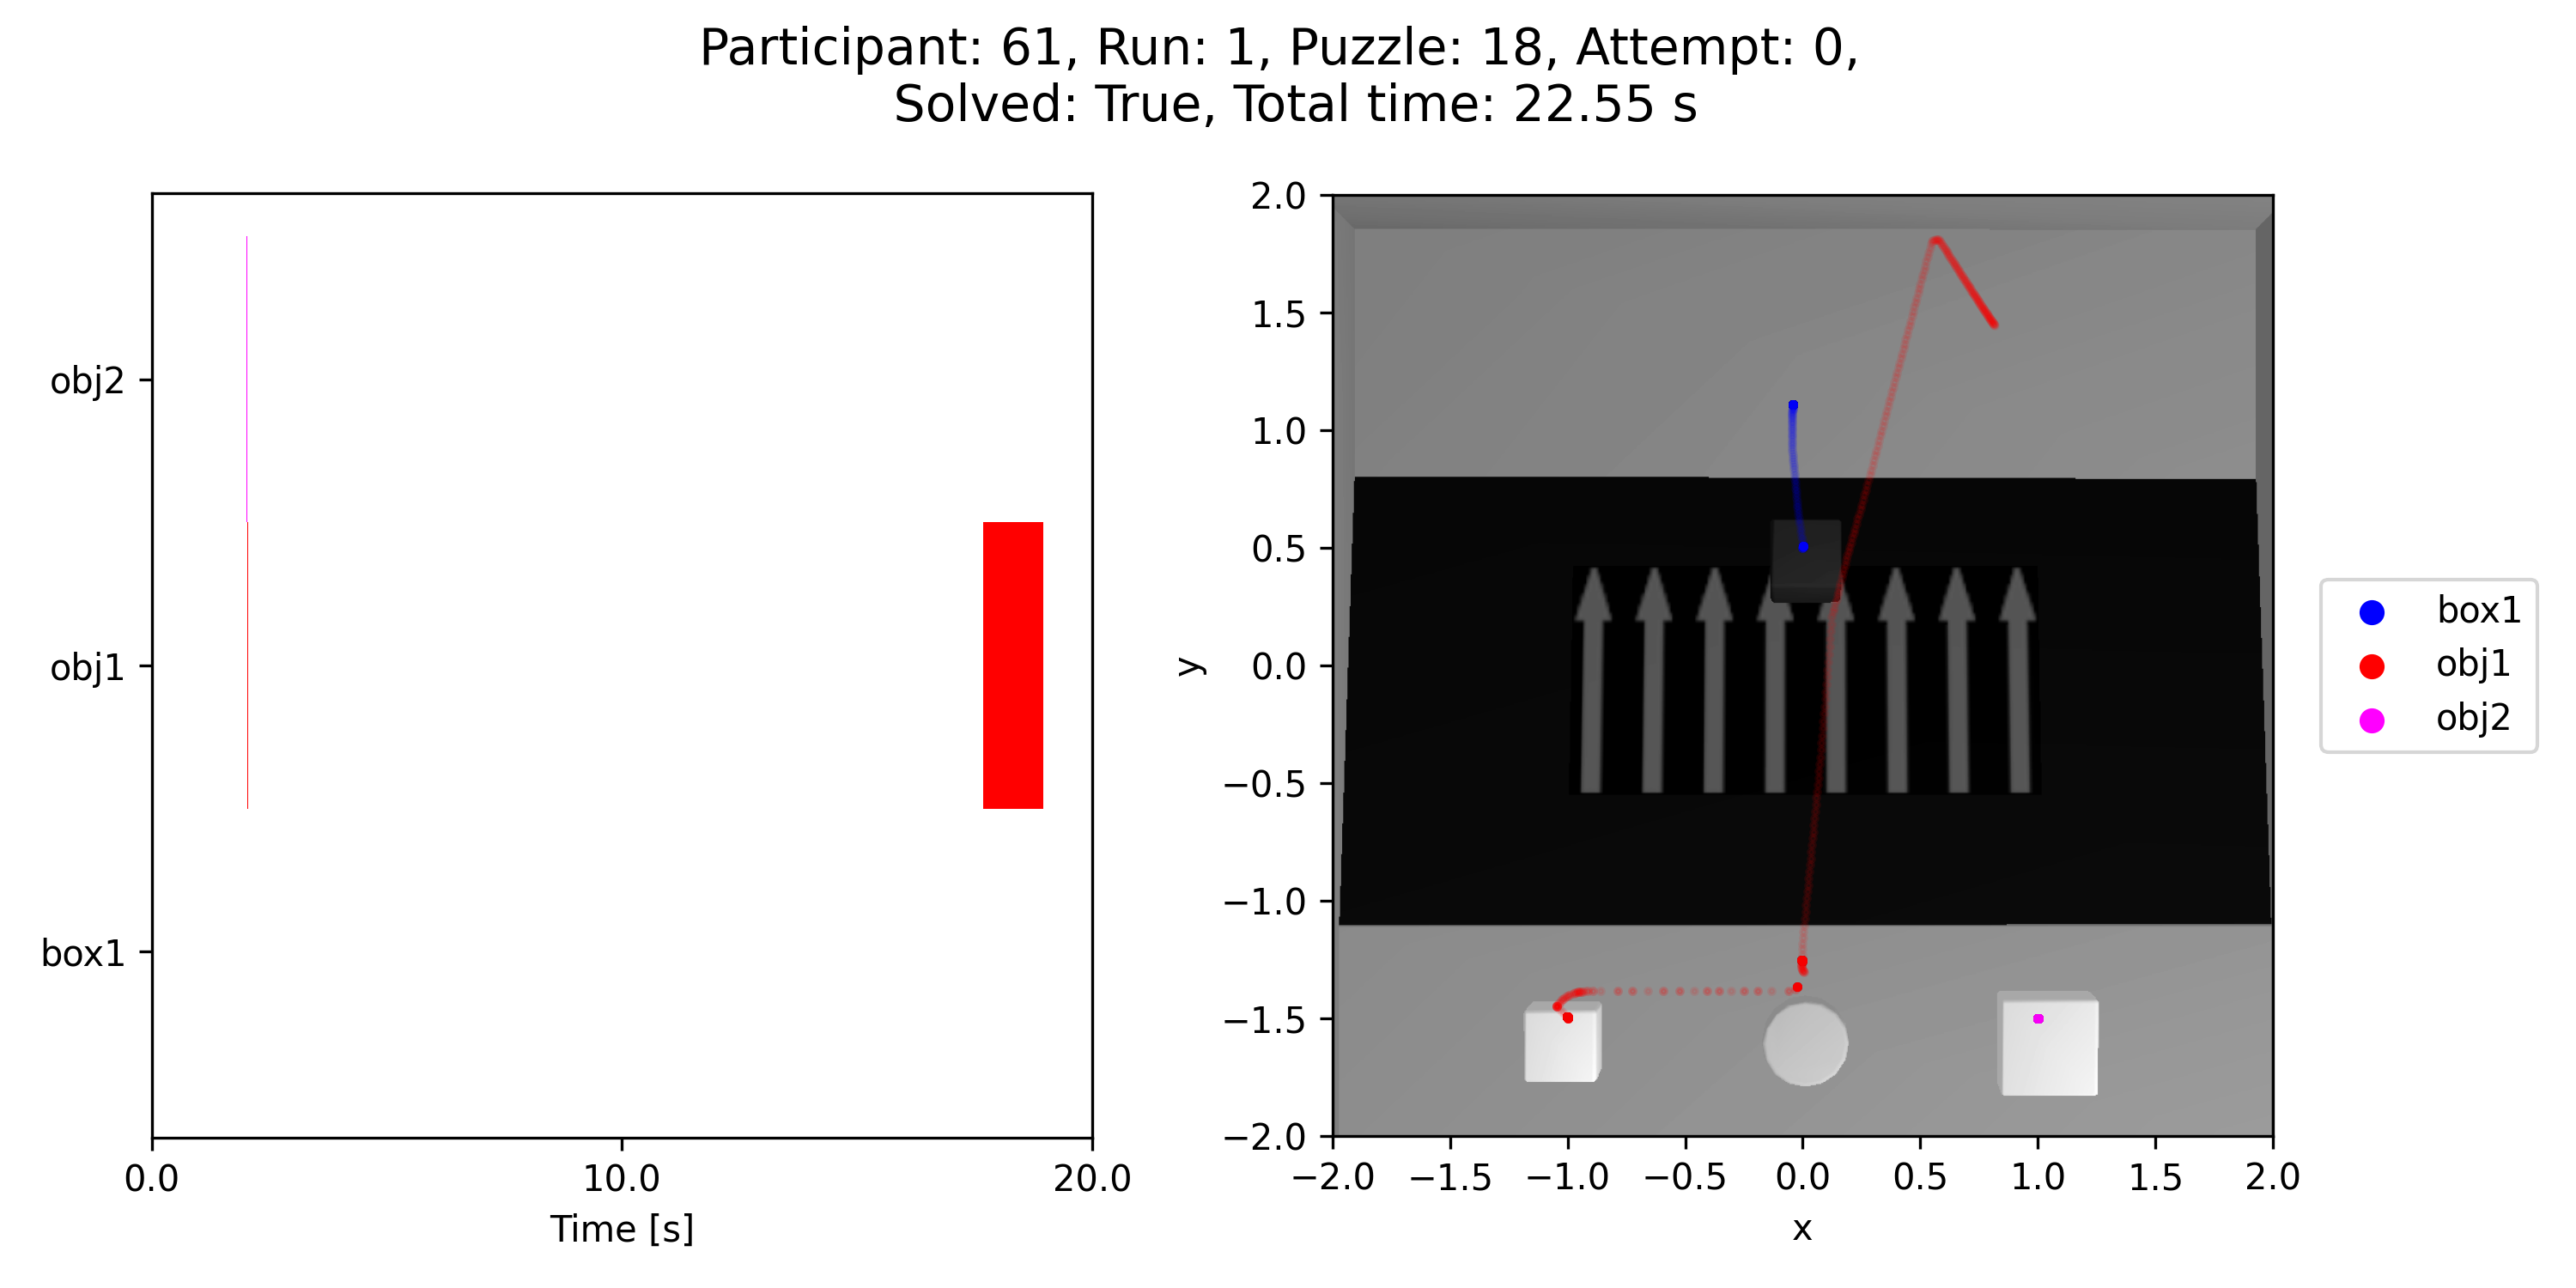 Participant: 61, Run: 1, Puzzle: 18, Attempt: 0,
Solved: True, Total time: 22.55 s
obj2
obj1
box1
0.0 10.0 20.0
Time [s]
2.0
1.5
1.0
0.5
0.0
−0.5
−1.0
−1.5
−2.0
y
−2.0 −1.5 −1.0 −0.5 0.0 0.5 1.0 1.5 2.0
x
box1
obj1
obj2